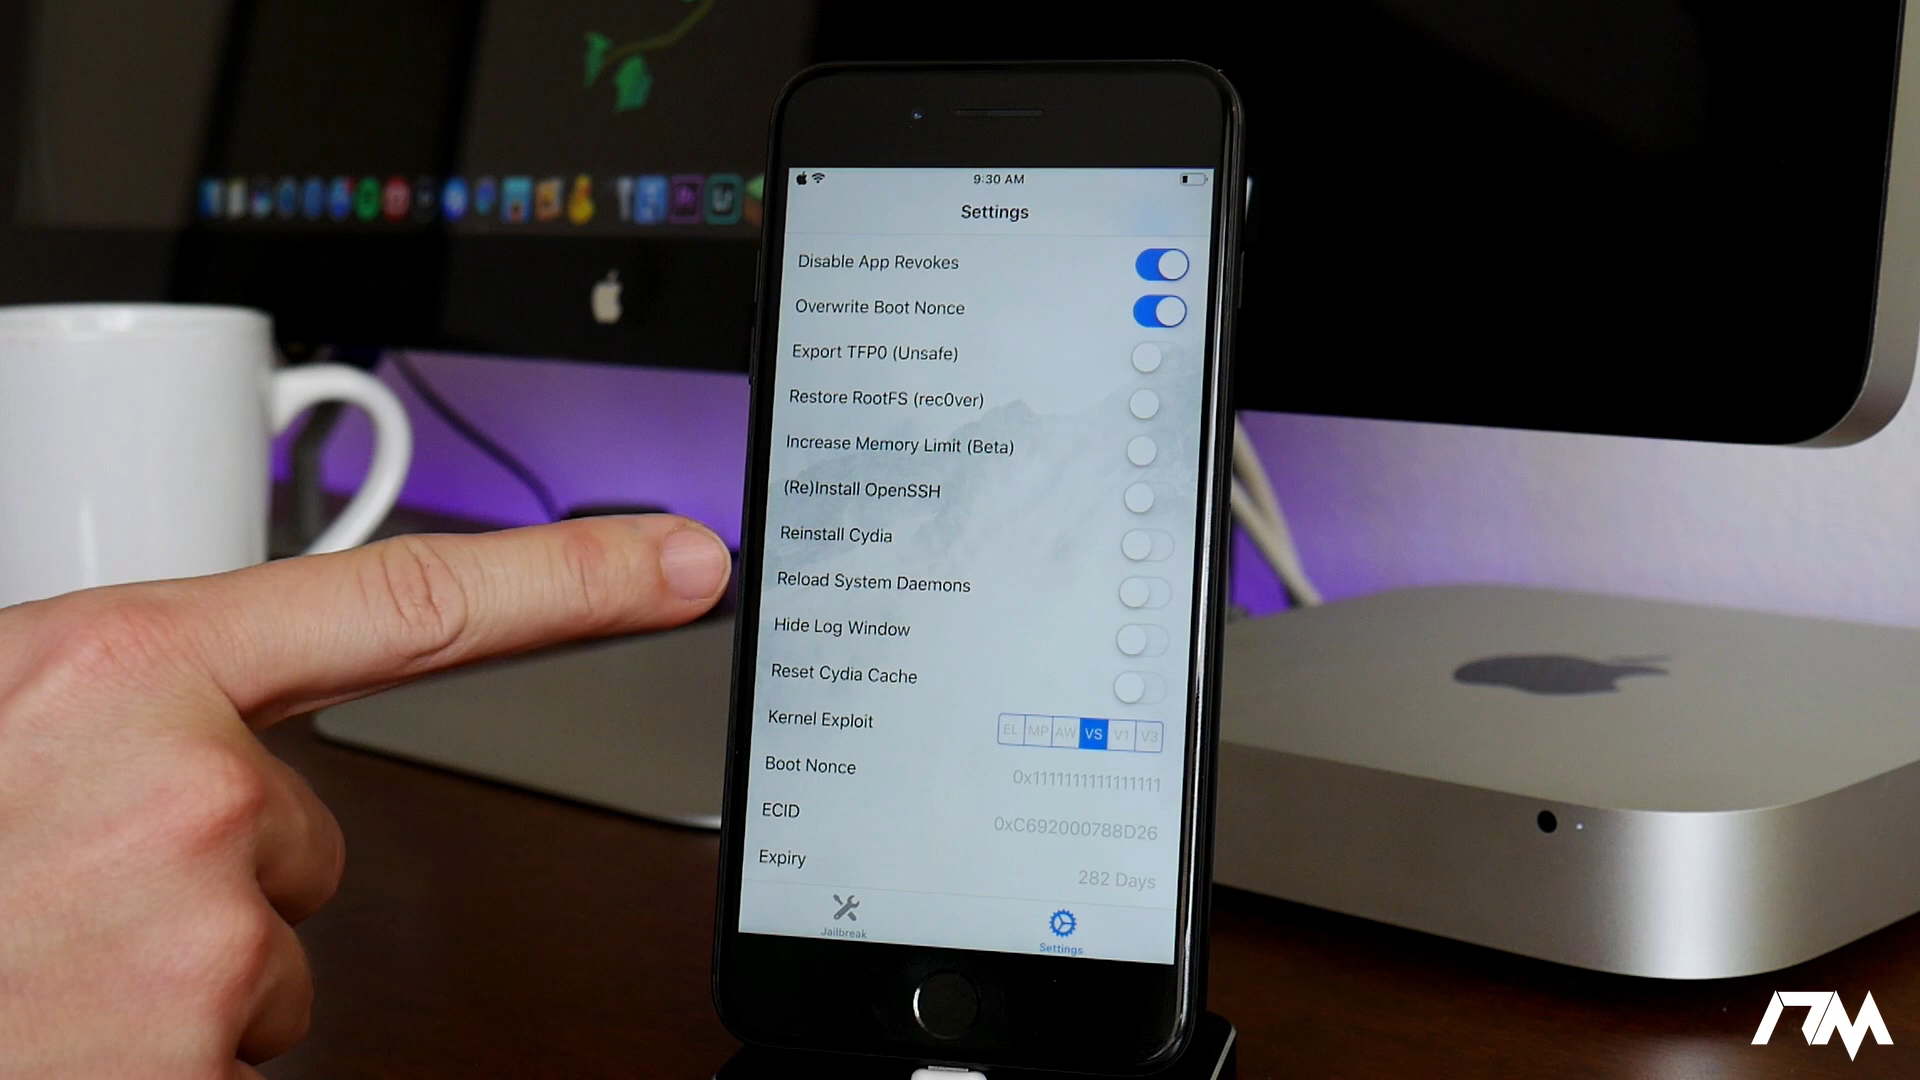 9:30 AM
Settings
Disable App Revokes
Overwrite Boot Nonce
Export TFP0 (Unsafe)
Restore RootFS (rec0ver)
Increase Memory Limit (Beta)
(Re)Install OpenSSH
Reinstall Cydia
Reload System Daemons
Hide Log Window
Reset Cydia Cache
Kernel Exploit EL MP AW VS V1 V3
Boot Nonce 0x1111111111111111
ECID 0xC692000788D26
Expiry 282 Days
Jailbreak Settings